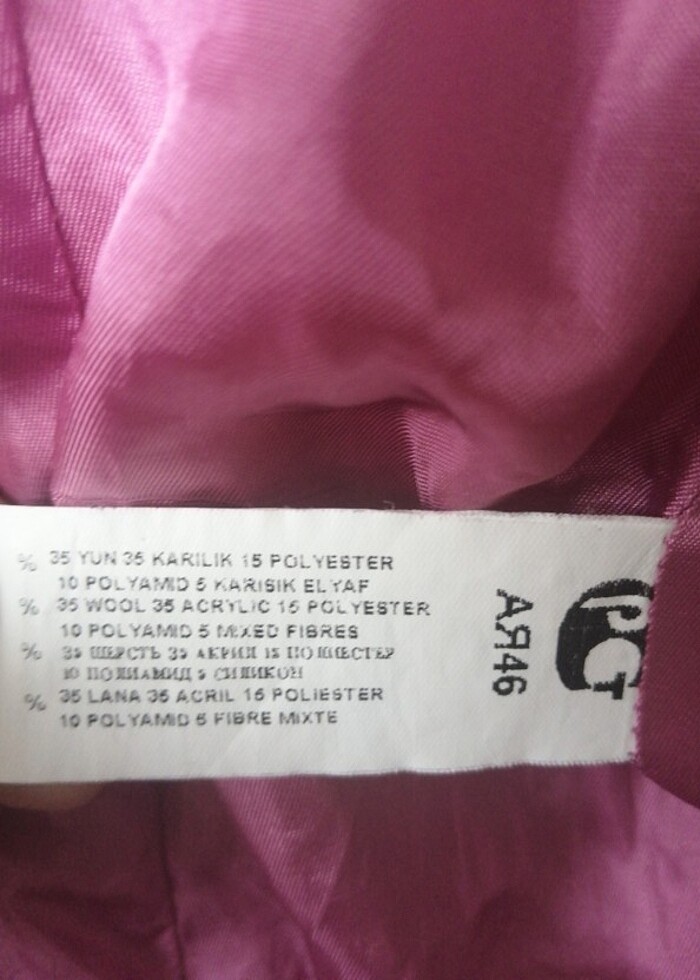 % 35 YUN 35 KARILIK 15 POLYESTER
10 POLYAMID 5 KARISIK ELYAF
% 35 WOOL 35 ACRYLIC 15 POLYESTER
10 POLYAMID 5 MIXED FIBRES
% 35 ШЕРСТЬ 35 АКРИЛ 15 ПОЛИЕСТЕР
10 ПОЛИАМИД 5 СИЛИКОН
% 35 LANA 35 ACRIL 15 POLIESTER
10 POLYAMID 5 FIBRE MIXTE
АЯ46
PG